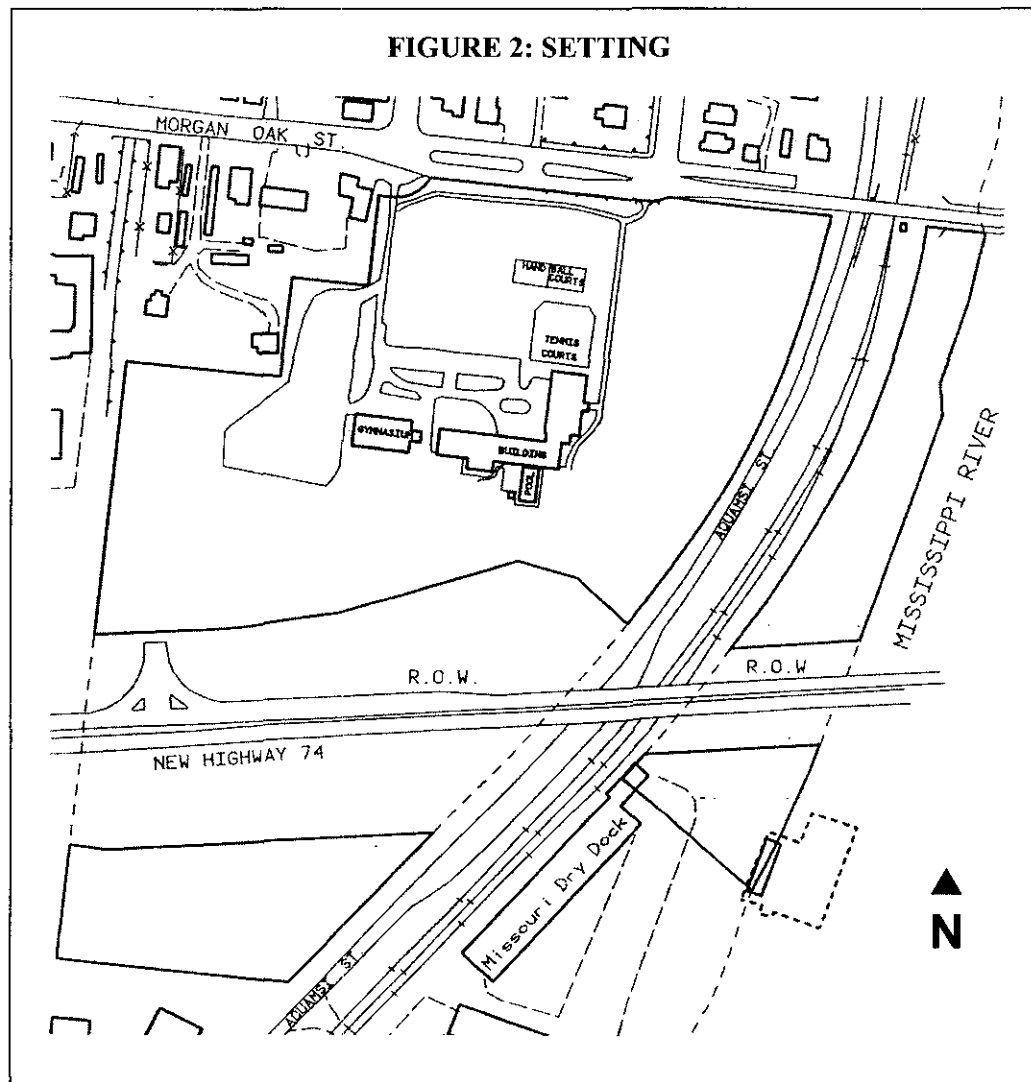 FIGURE 2: SETTING
MORGAN OAK ST.
HAND BALL
COURTS
TENNIS
COURTS
GYMNASIUM
BUILDING
POOL
AQUAMSI ST.
MISSISSIPPI RIVER
R.O.W.
R.O.W
NEW HIGHWAY 74
Missouri Dry Dock
AQUAMSI ST.
N